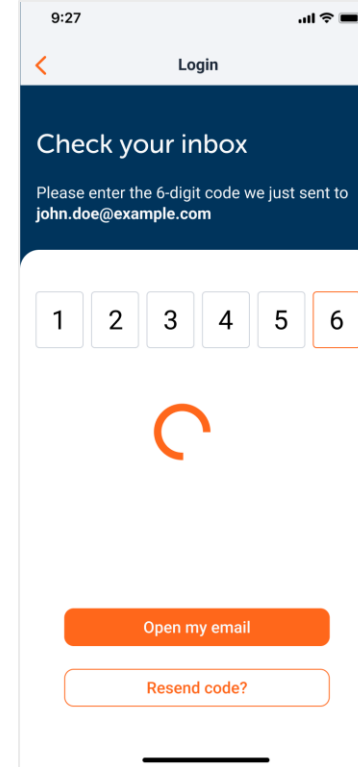 9:27
Login
Check your inbox
Please enter the 6-digit code we just sent to
john.doe@example.com
1 2 3 4 5 6
Open my email
Resend code?